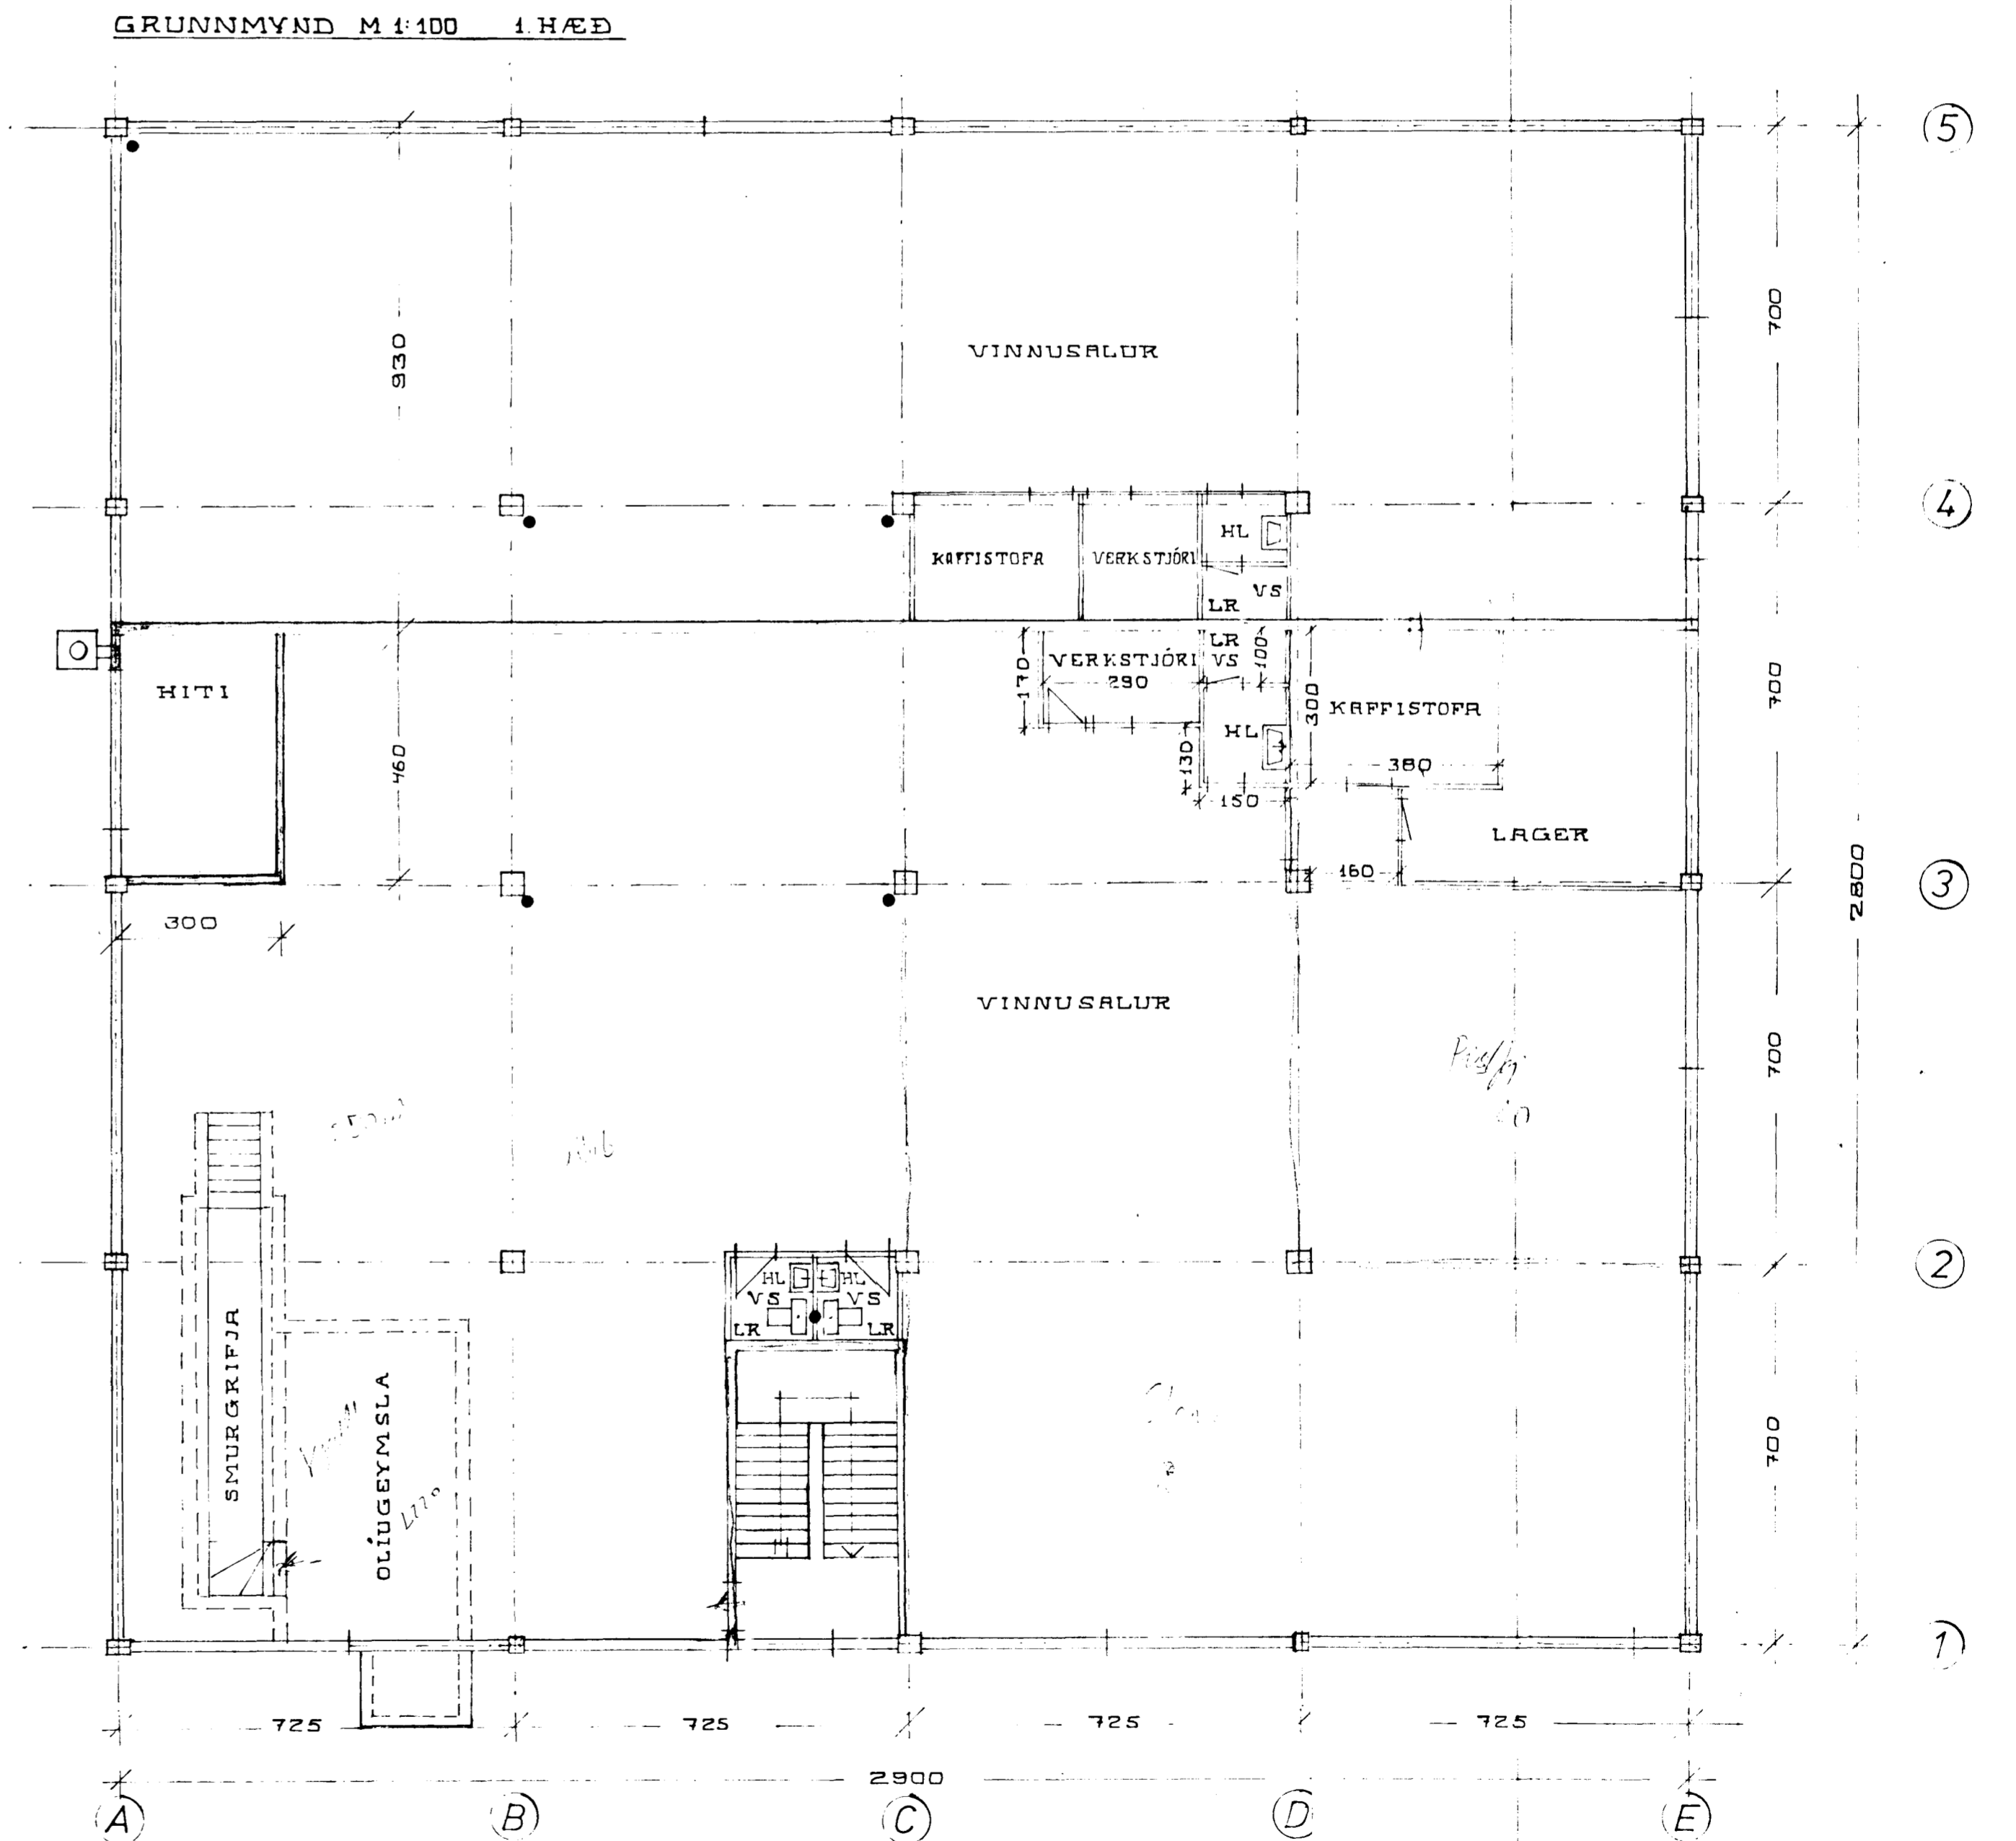 GRUNNMYND M 1:100 1. HÆÐ
5
700
930
VINNUSALUR
4
HL
KAFFISTOFA
VERKSTJÓRI
VS
LR
LR
VERKSTJÓRI
VS
100
170
290
HITI
700
300
KAFFISTOFA
HL
130
460
380
150
LAGER
160
2800
3
300
VINNUSALUR
700
2
HL
HL
VS
VS
LR
LR
SMURGRIFJA
OLÍUGEYMSLA
700
1
725
725
725
725
2900
A
B
C
D
E